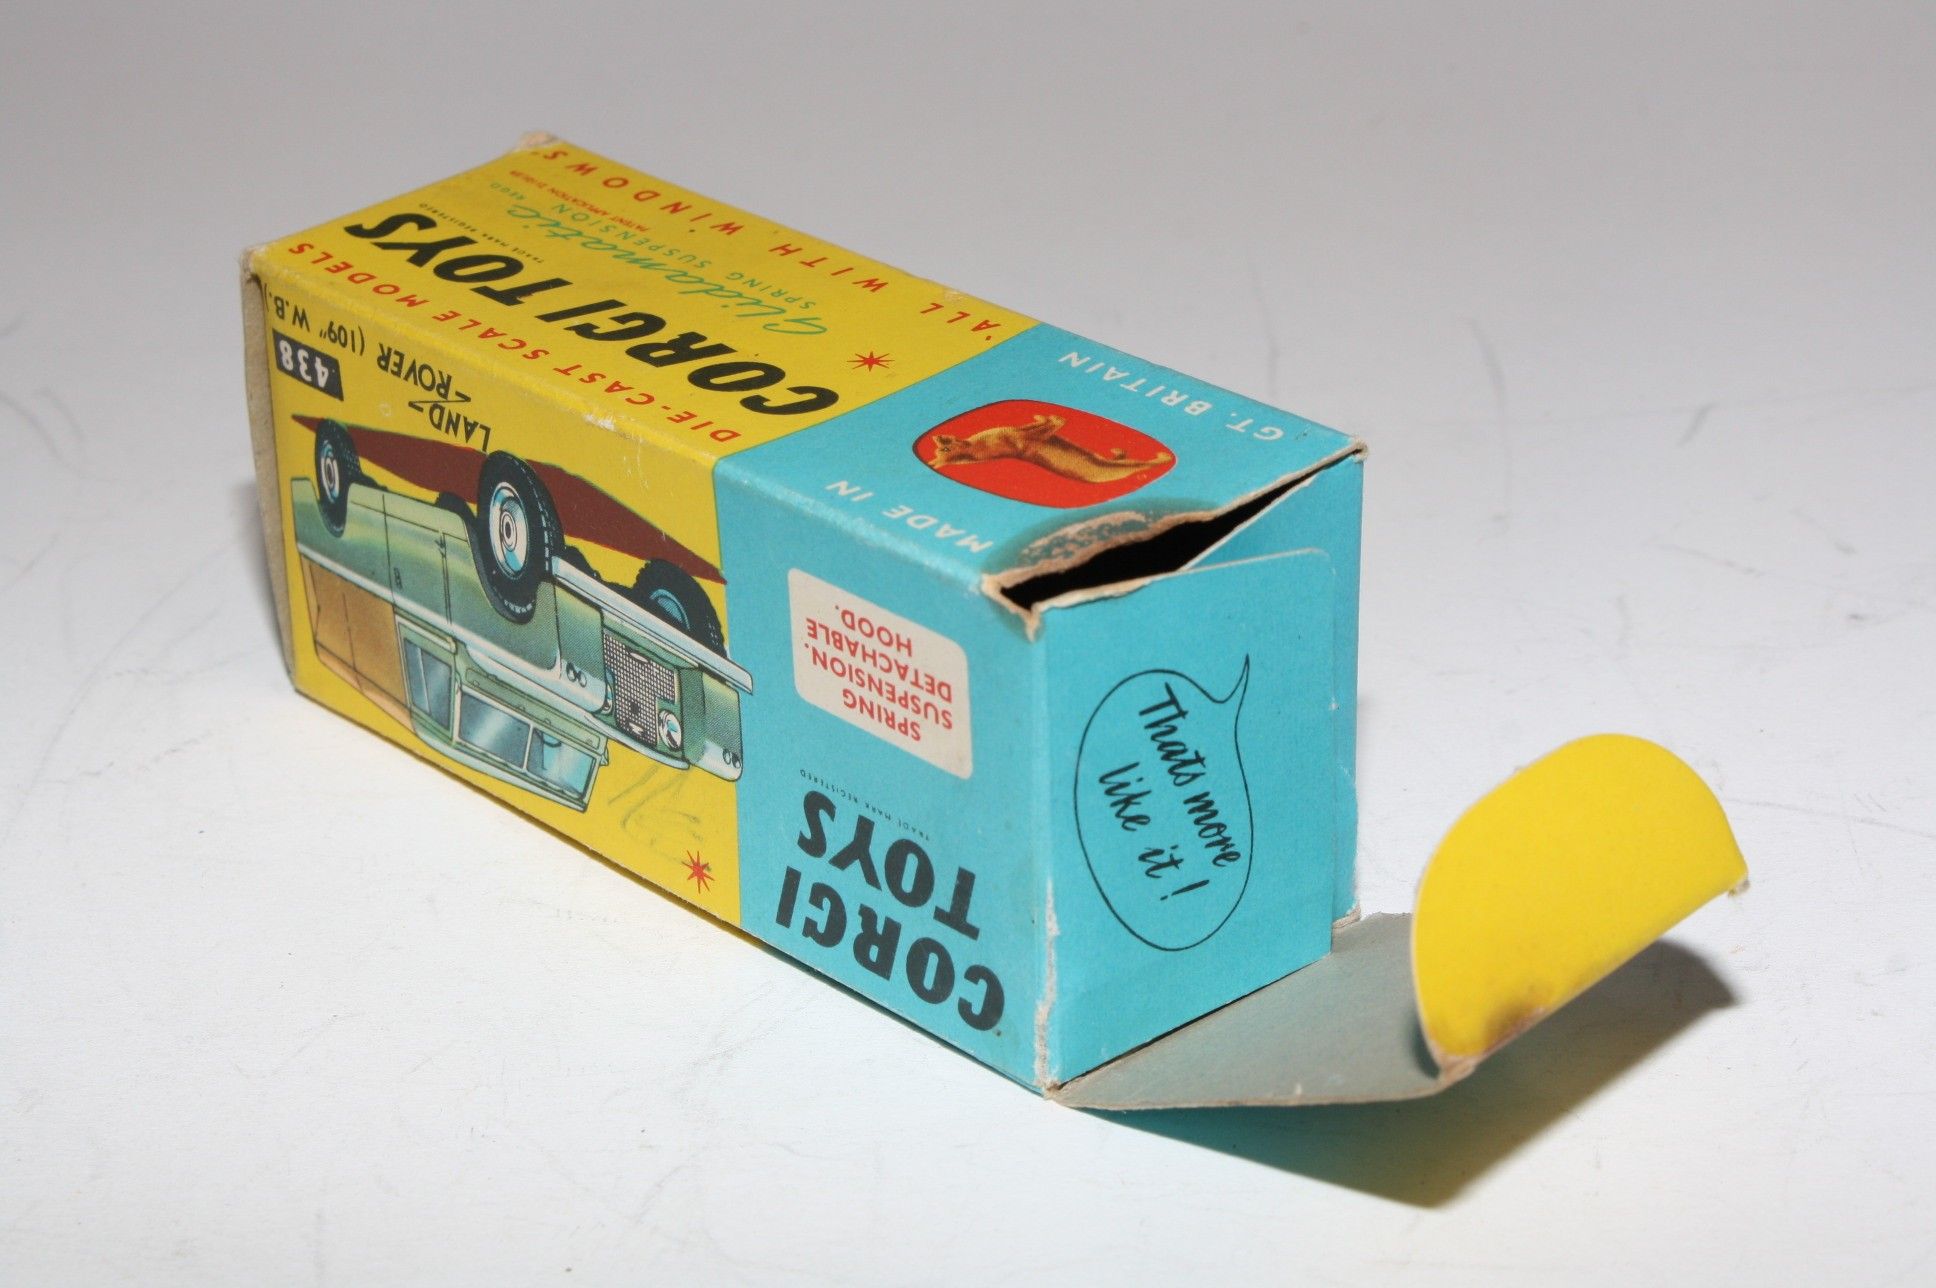 "ALL WITH WINDOWS"
Glidamatic
SPRING SUSPENSION REGD.
CORGI TOYS
TRADE MARK REGISTERED
DIE-CAST SCALE MODELS
MADE IN
GT. BRITAIN
438
LAND-ROVER (109" W.B.)
SPRING
SUSPENSION.
DETACHABLE
HOOD.
CORGI
TOYS
TRADE MARK REGISTERED
Thats more
like it!